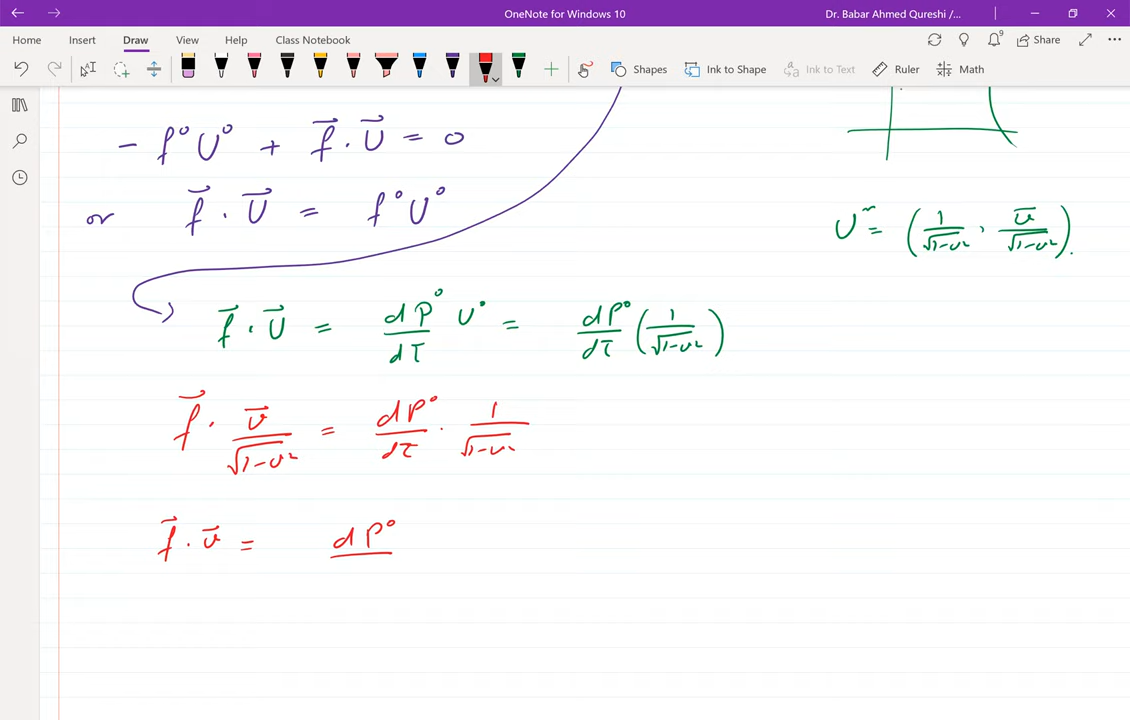 OneNote for Windows 10
Dr. Babar Ahmed Qureshi /...
Home Insert Draw View Help Class Notebook
9 Share
Shapes Ink to Shape Ink to Text Ruler Math
- f⁰U⁰ + f⃗ · U⃗ = 0
or f⃗ · U⃗ = f⁰U⁰
U^μ = (1/√1-v², v̅/√1-v²).
f⃗ · U⃗ = dP⁰/dτ U⁰ = dP⁰/dτ (1/√1-v²)
f⃗ · v̅/√1-v² = dP⁰/dτ · 1/√1-v²
f⃗ · v⃗ = dP⁰